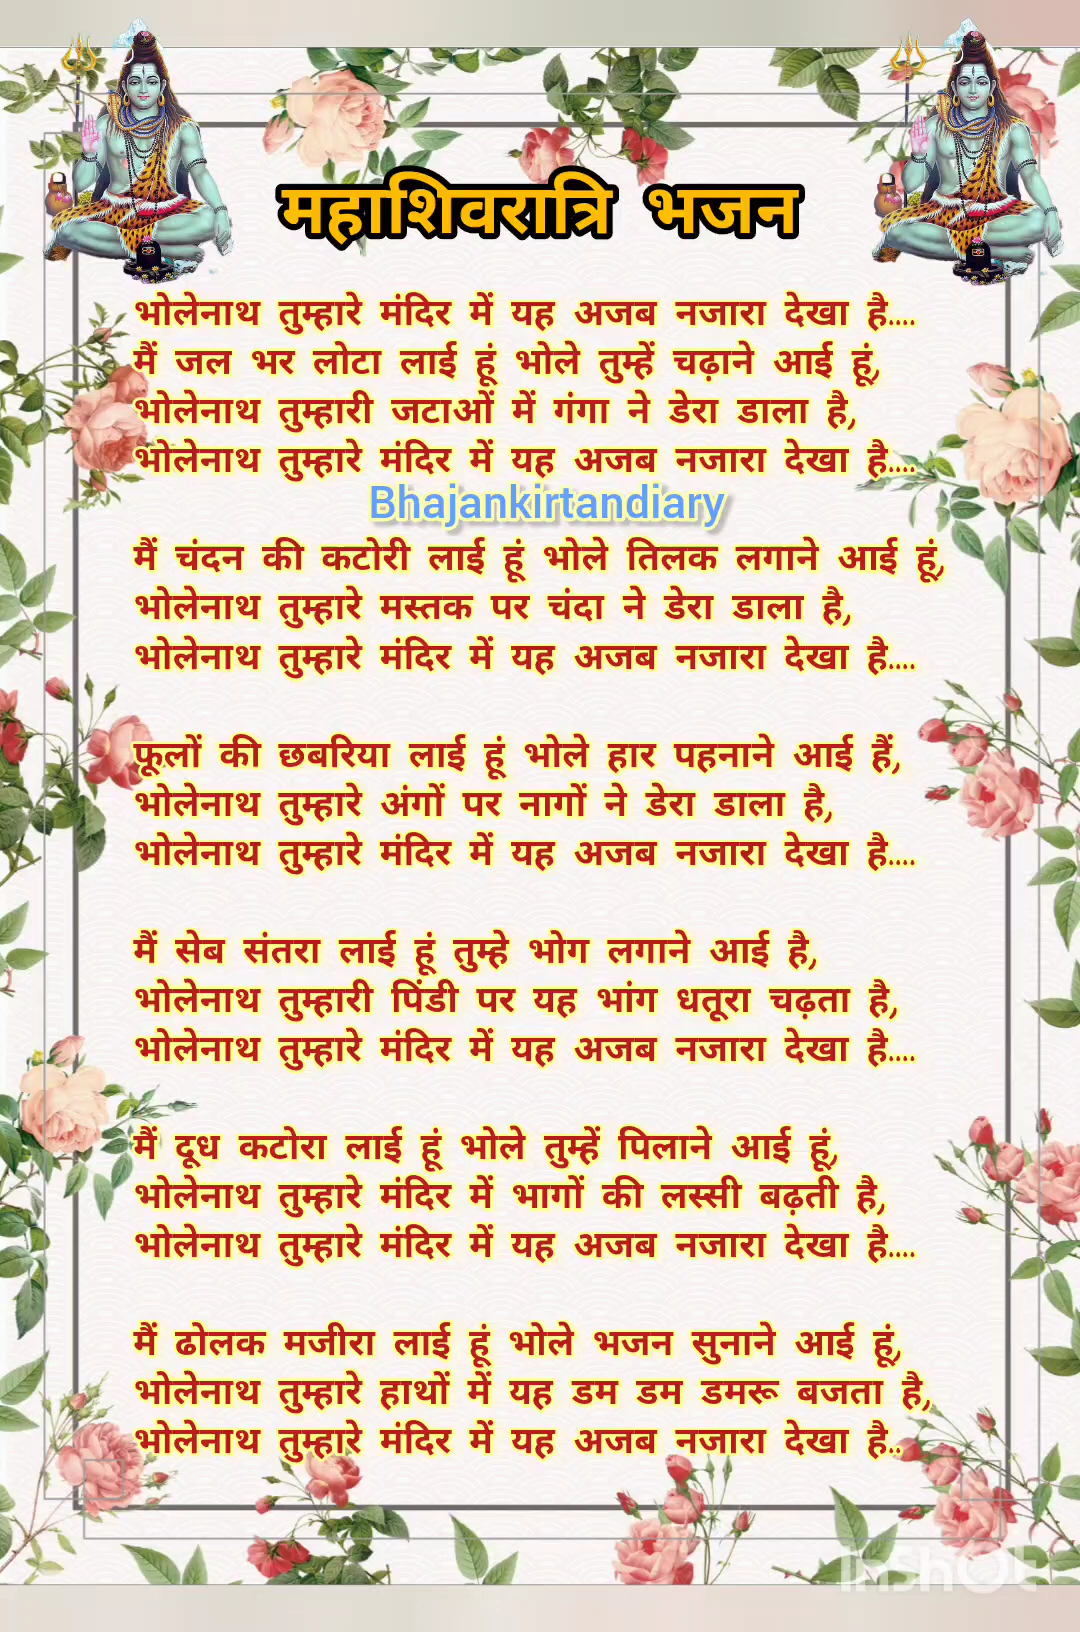 महाशिवरात्रि भजन
भोलेनाथ तुम्हारे मंदिर में यह अजब नजारा देखा है....
मैं जल भर लोटा लाई हूं भोले तुम्हें चढ़ाने आई हूं,
भोलेनाथ तुम्हारी जटाओं में गंगा ने डेरा डाला है,
भोलेनाथ तुम्हारे मंदिर में यह अजब नजारा देखा है....
Bhajankirtandiary
मैं चंदन की कटोरी लाई हूं भोले तिलक लगाने आई हूं,
भोलेनाथ तुम्हारे मस्तक पर चंदा ने डेरा डाला है,
भोलेनाथ तुम्हारे मंदिर में यह अजब नजारा देखा है....
फूलों की छबरिया लाई हूं भोले हार पहनाने आई हैं,
भोलेनाथ तुम्हारे अंगों पर नागों ने डेरा डाला है,
भोलेनाथ तुम्हारे मंदिर में यह अजब नजारा देखा है....
मैं सेब संतरा लाई हूं तुम्हे भोग लगाने आई है,
भोलेनाथ तुम्हारी पिंडी पर यह भांग धतूरा चढ़ता है,
भोलेनाथ तुम्हारे मंदिर में यह अजब नजारा देखा है....
मैं दूध कटोरा लाई हूं भोले तुम्हें पिलाने आई हूं,
भोलेनाथ तुम्हारे मंदिर में भागों की लस्सी बढ़ती है,
भोलेनाथ तुम्हारे मंदिर में यह अजब नजारा देखा है....
मैं ढोलक मजीरा लाई हूं भोले भजन सुनाने आई हूं,
भोलेनाथ तुम्हारे हाथों में यह डम डम डमरू बजता है,
भोलेनाथ तुम्हारे मंदिर में यह अजब नजारा देखा है..
InShOt